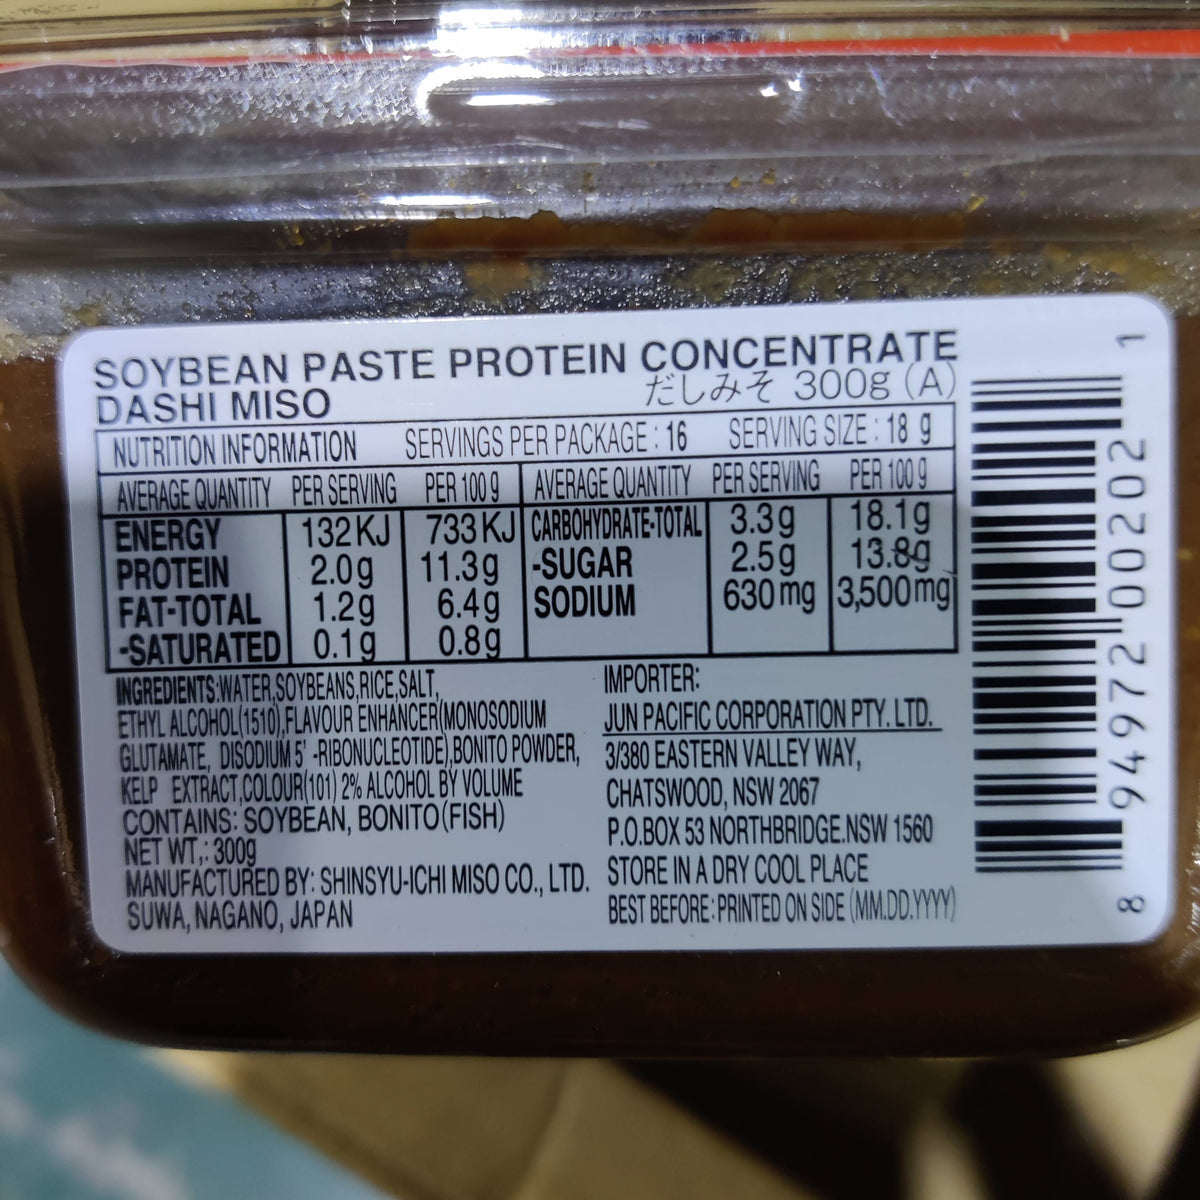 SOYBEAN PASTE PROTEIN CONCENTRATE
DASHI MISO だしみそ 300g (A)
NUTRITION INFORMATION SERVINGS PER PACKAGE : 16 SERVING SIZE : 18 g
AVERAGE QUANTITY PER SERVING PER 100 g AVERAGE QUANTITY PER SERVING PER 100 g
ENERGY 132 KJ 733 KJ CARBOHYDRATE-TOTAL 3.3g 18.1g
PROTEIN 2.0g 11.3g -SUGAR 2.5g 13.8g
FAT-TOTAL 1.2g 6.4g SODIUM 630 mg 3,500mg
-SATURATED 0.1g 0.8g
INGREDIENTS:WATER,SOYBEANS,RICE,SALT,
ETHYL ALCOHOL(1510),FLAVOUR ENHANCER(MONOSODIUM
GLUTAMATE, DISODIUM 5' -RIBONUCLEOTIDE),BONITO POWDER,
KELP EXTRACT,COLOUR(101) 2% ALCOHOL BY VOLUME
CONTAINS: SOYBEAN, BONITO(FISH)
NET WT,: 300g
MANUFACTURED BY: SHINSYU-ICHI MISO CO., LTD.
SUWA, NAGANO, JAPAN
IMPORTER:
JUN PACIFIC CORPORATION PTY. LTD.
3/380 EASTERN VALLEY WAY,
CHATSWOOD, NSW 2067
P.O.BOX 53 NORTHBRIDGE.NSW 1560
STORE IN A DRY COOL PLACE
BEST BEFORE:PRINTED ON SIDE (MM.DD.YYYY)
8 94972 00202 1